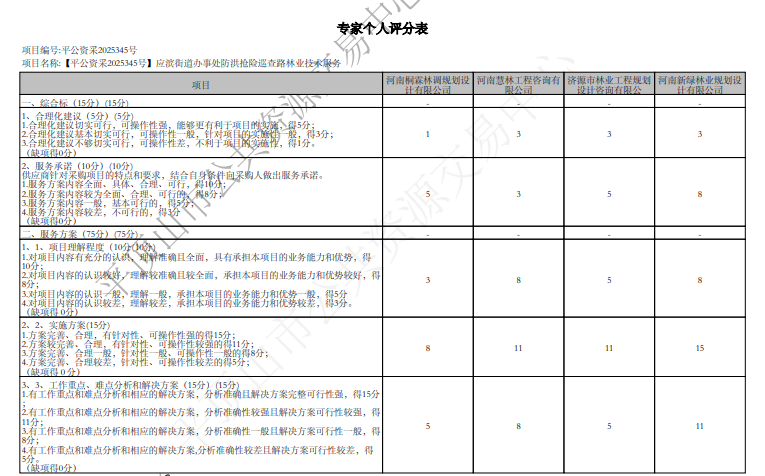 专家个人评分表
项目编号:平公资采2025345号
项目名称:【平公资采2025345号】应滨街道办事处防洪抢险巡查路林业技术服务
项目 河南桐霖林调规划设计有限公司 河南慧林工程咨询有限公司 济源市林业工程规划设计咨询有限公 河南新绿林业规划设计有限公司
一、综合标（15分）(15分) - - - -
1、合理化建议（5分）(5分)
1.合理化建议切实可行，可操作性强，能够更有利于项目的实施，得5分；
2.合理化建议基本切实可行，可操作性一般，针对项目的实施性一般，得3分；
3.合理化建议不够切实可行，可操作性差，不利于项目的实施性，得1分。
（缺项得0分）
1 3 3 3
2、服务承诺（10分）(10分)
供应商针对采购项目的特点和要求，结合自身条件向采购人做出服务承诺。
1.服务方案内容全面、具体、合理、可行，得10分；
2.服务方案内容较为全面、合理、可行的，得8分；
3.服务方案内容一般，基本可行的，得5分；
4.服务方案内容较差，不可行的，得3分
（缺项得0分）
5 3 5 8
二、服务方案（75分）(75分) - - - -
1、1、项目理解程度（10分）(10分)
1.对项目内容有充分的认识，理解准确且全面，具有承担本项目的业务能力和优势，得
10分；
2.对项目内容的认识较好，理解较准确且较全面，承担本项目的业务能力和优势较好，得
8分；
3.对项目内容的认识一般，理解一般，承担本项目的业务能力和优势一般，得5分
4.对项目内容的认识较差，理解较差，承担本项目的业务能力和优势较差，得3分。
（缺项得 0分）
3 8 5 8
2、2、实施方案(15分)
1.方案完善、合理，有针对性、可操作性强的得15分；
2.方案较完善、合理，有针对性、可操作性较强的得11分；
3.方案完善、合理一般，针对性一般、可操作性一般的得8分；
4.方案完善、合理较差，针对性、可操作性较差的得5分；
（缺项得 0 分）
8 11 11 15
3、3、工作重点、难点分析和解决方案（15分）(15分)
1.有工作重点和难点分析和相应的解决方案，分析准确且解决方案完整可行性强，得15分
；
2.有工作重点和难点分析和相应的解决方案，分析准确性较强且解决方案可行性较强，得
11分；
3.有工作重点和难点分析和相应的解决方案，分析准确性一般且解决方案可行性一般，得
8分；
4.有工作重点和难点分析和相应的解决方案,分析准确性较差且解决方案可行性较差，得
5分。
（缺项得0分）
5 8 5 11
平顶山市公共资源交易中心
平顶山市公共资源交易中心